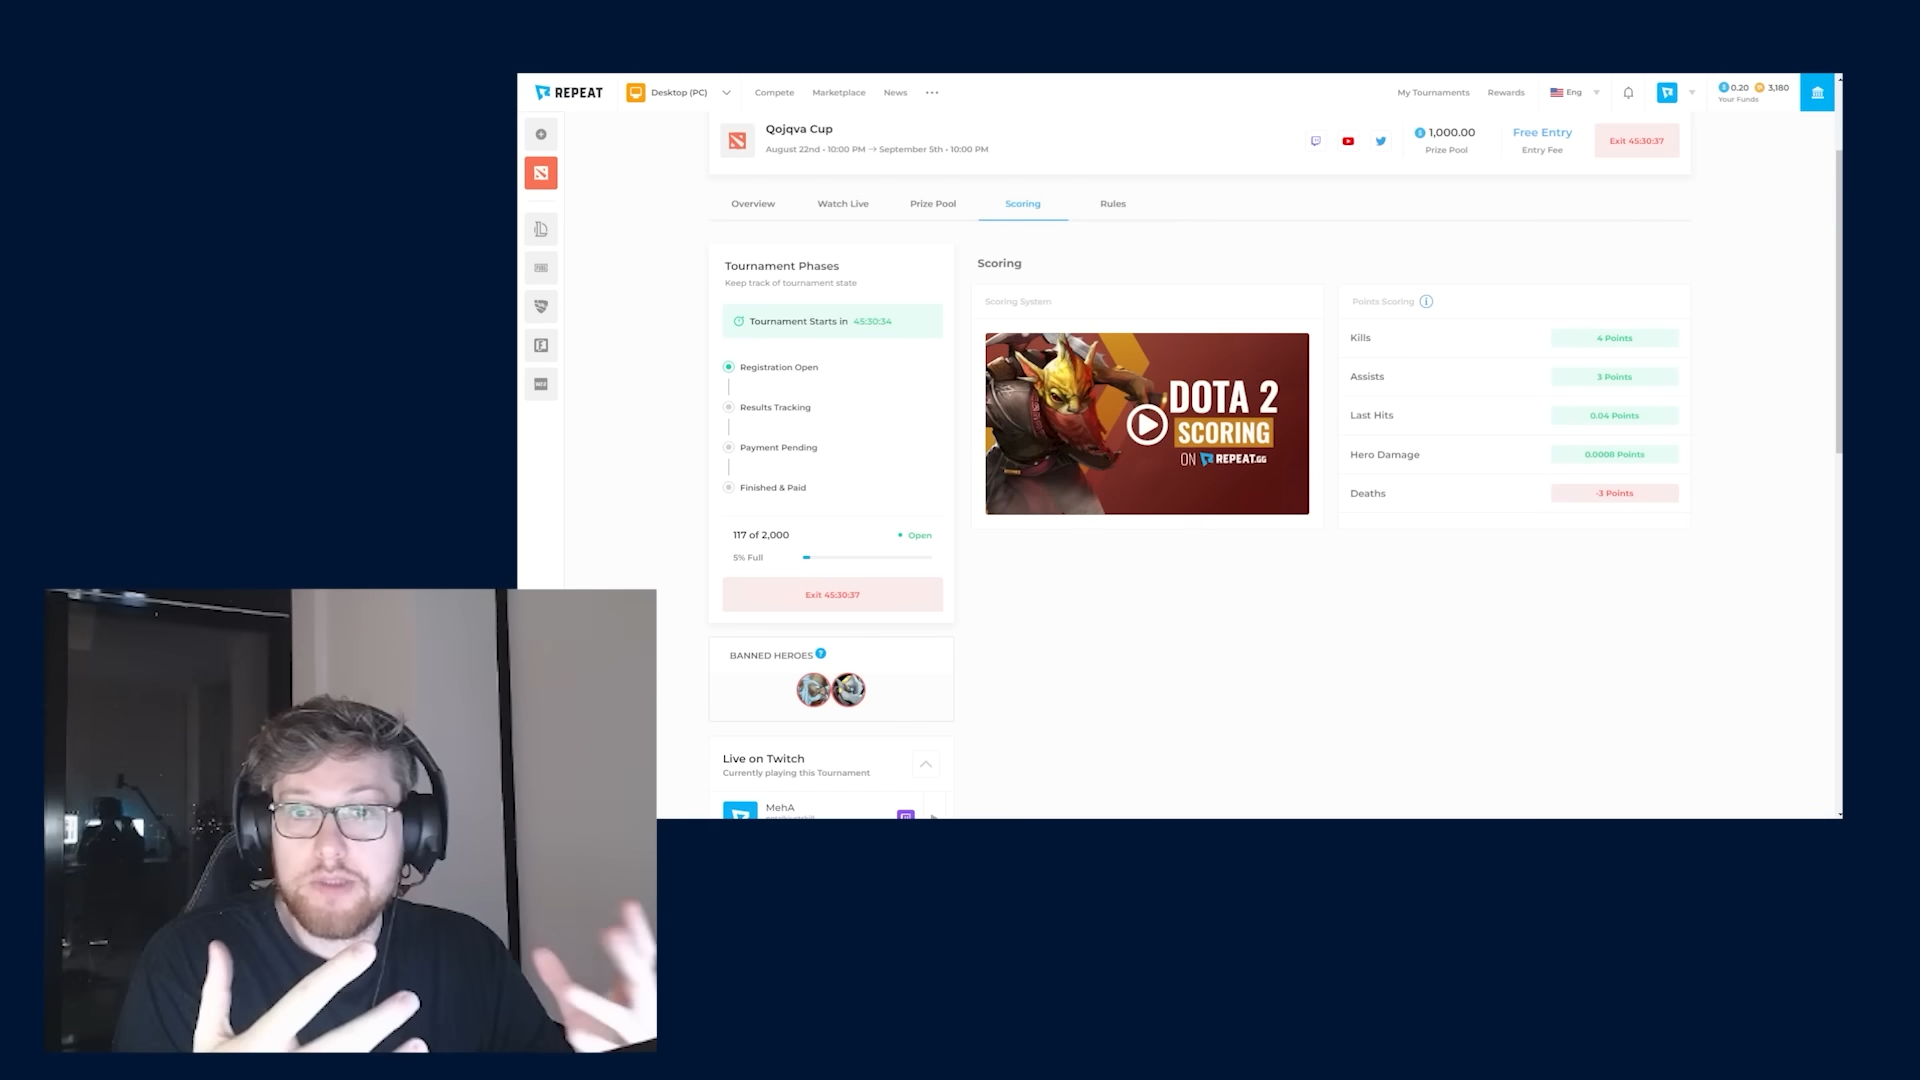 REPEAT
Desktop (PC)
Compete
Marketplace
News
My Tournaments
Rewards
Eng
0.20
3,180
Your Funds
Qojqva Cup
August 22nd • 10:00 PM → September 5th • 10:00 PM
1,000.00
Prize Pool
Free Entry
Entry Fee
Exit 45:30:37
Overview
Watch Live
Prize Pool
Scoring
Rules
Tournament Phases
Keep track of tournament state
Tournament Starts in 45:30:34
Registration Open
Results Tracking
Payment Pending
Finished & Paid
117 of 2,000
Open
5% Full
Exit 45:30:37
BANNED HEROES
Live on Twitch
Currently playing this Tournament
MehA
Scoring
Scoring System
DOTA 2
SCORING
ON REPEAT.GG
Points Scoring
Kills
4 Points
Assists
3 Points
Last Hits
0.04 Points
Hero Damage
0.0008 Points
Deaths
-3 Points